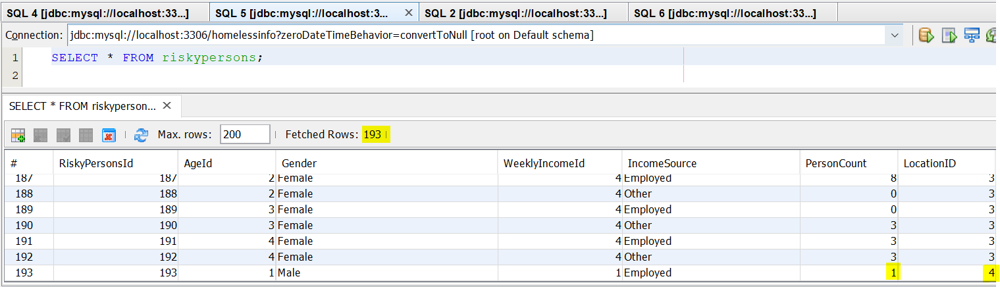 SQL 4 [jdbc:mysql://localhost:33...] SQL 5 [jdbc:mysql://localhost:3...] SQL 2 [jdbc:mysql://localhost:33...] SQL 6 [jdbc:mysql://localhost:33...]
Connection: jdbc:mysql://localhost:3306/homelessinfo?zeroDateTimeBehavior=convertToNull [root on Default schema]
1 SELECT * FROM riskypersons;
2
SELECT * FROM riskyperson...
Max. rows: 200 Fetched Rows: 193
# RiskyPersonsId AgeId Gender WeeklyIncomeId IncomeSource PersonCount LocationID
187 187 2 Female 4 Employed 8 3
188 188 2 Female 4 Other 0 3
189 189 3 Female 4 Employed 0 3
190 190 3 Female 4 Other 3 3
191 191 4 Female 4 Employed 3 3
192 192 4 Female 4 Other 3 3
193 193 1 Male 1 Employed 1 4